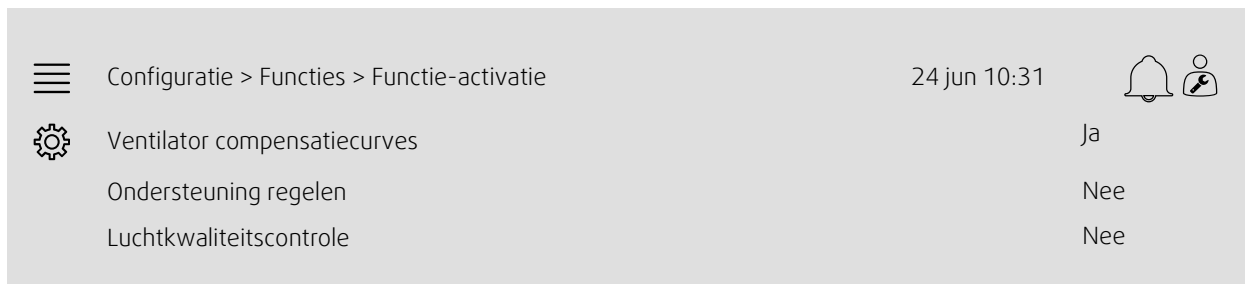 Configuratie > Functies > Functie-activatie 24 jun 10:31
Ventilator compensatiecurves Ja
Ondersteuning regelen Nee
Luchtkwaliteitscontrole Nee